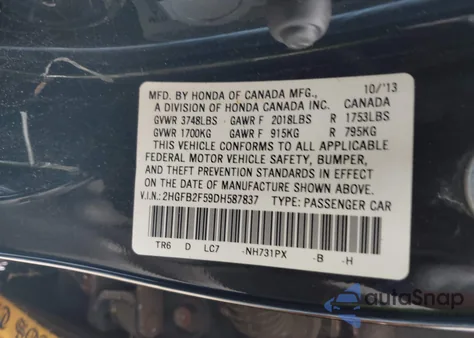 MFD. BY HONDA OF CANADA MFG., 10/'13
A DIVISION OF HONDA CANADA INC. CANADA
GVWR 3748LBS GAWR F 2018LBS R 1753LBS
GVWR 1700KG GAWR F 915KG R 795KG
THIS VEHICLE CONFORMS TO ALL APPLICABLE
FEDERAL MOTOR VEHICLE SAFETY, BUMPER,
AND THEFT PREVENTION STANDARDS IN EFFECT
ON THE DATE OF MANUFACTURE SHOWN ABOVE.
V.I.N.: 2HGFB2F59DH587837 TYPE: PASSENGER CAR
TR6 D LC7 -NH731PX -B -H
autoSnap